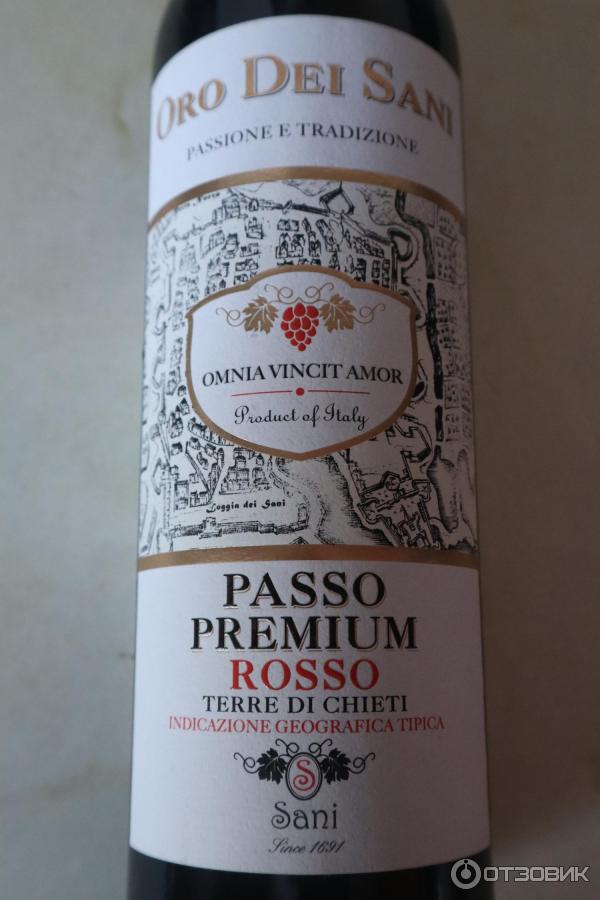 ORO DEI SANI
PASSIONE E TRADIZIONE
OMNIA VINCIT AMOR
Product of Italy
Loggia dei Sani
PASSO
PREMIUM
ROSSO
TERRE DI CHIETI
INDICAZIONE GEOGRAFICA TIPICA
S
Sani
Since 1691
ОТЗОВИК